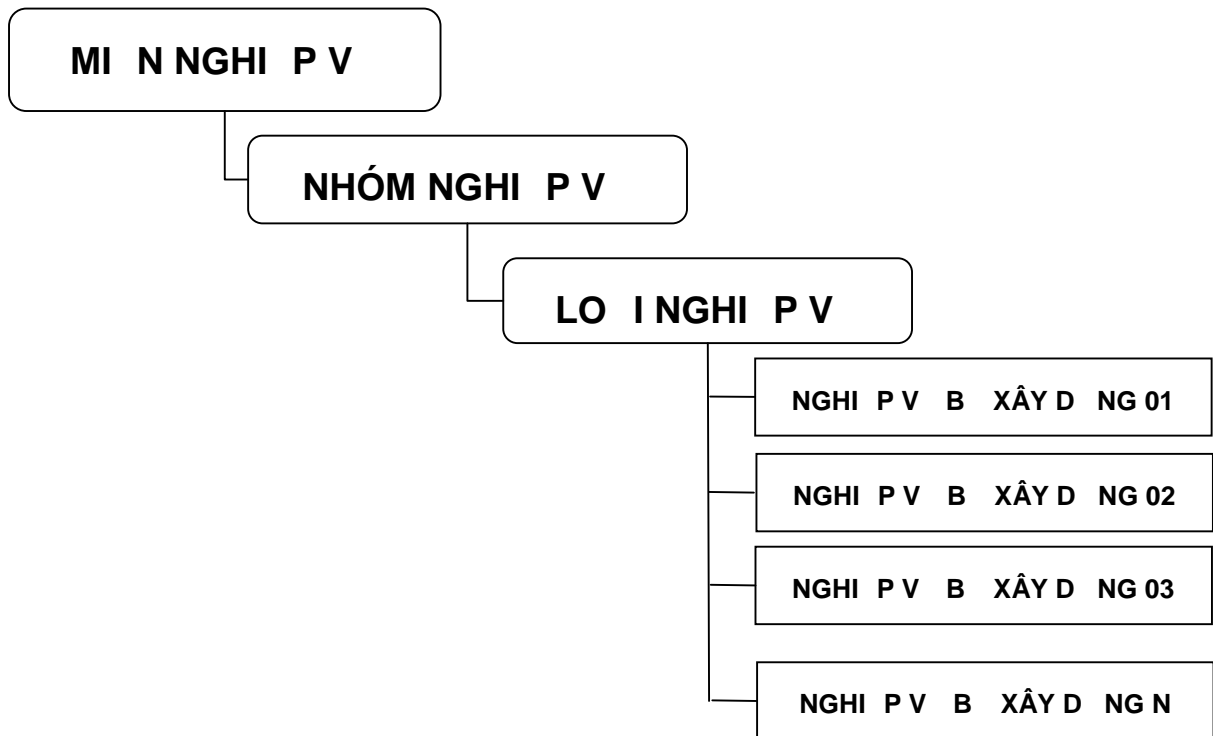 MI N NGHI P V
NHÓM NGHI P V
LO I NGHI P V
NGHI P V B XÂY D NG 01
NGHI P V B XÂY D NG 02
NGHI P V B XÂY D NG 03
NGHI P V B XÂY D NG N